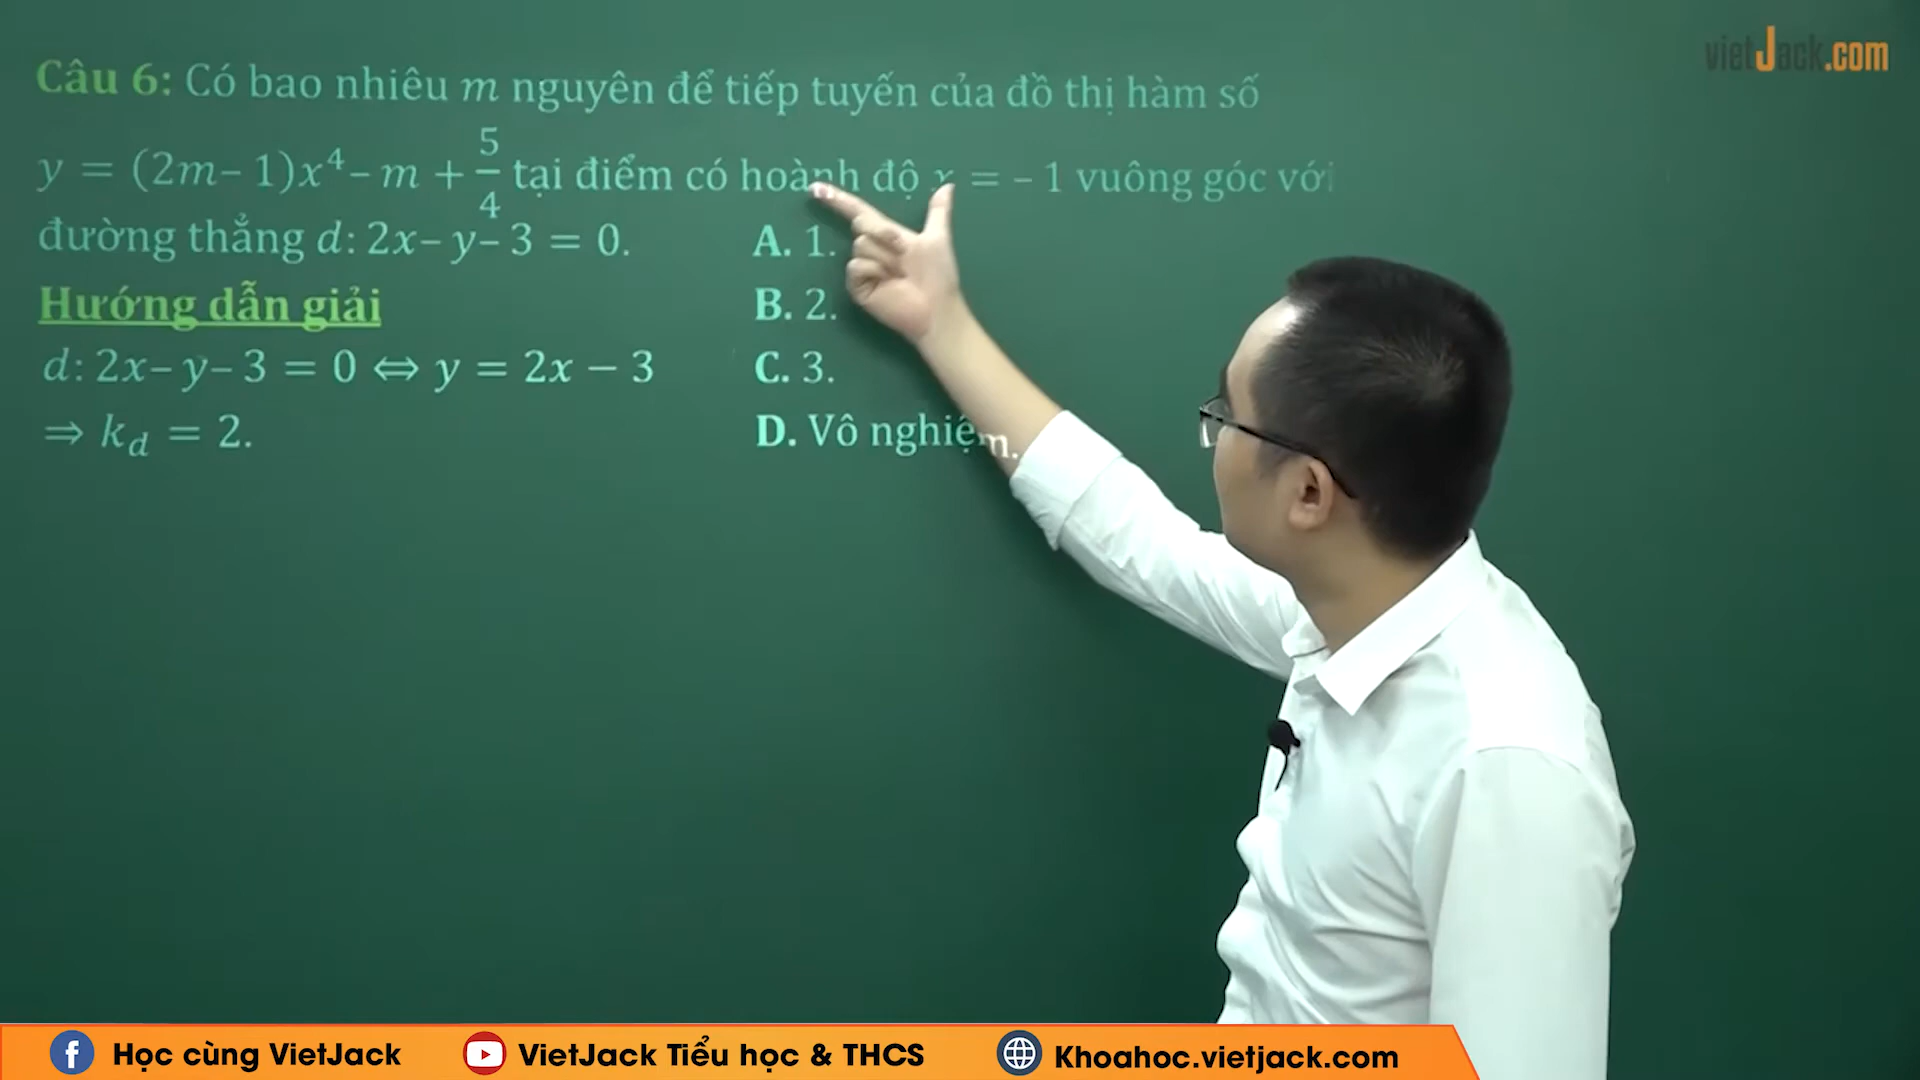 vietJack.com
Câu 6: Có bao nhiêu m nguyên để tiếp tuyến của đồ thị hàm số
y = (2m– 1)x⁴– m + 5/4 tại điểm có hoành độ x = – 1 vuông góc với
đường thẳng d: 2x– y– 3 = 0.
A. 1.
B. 2.
C. 3.
D. Vô nghiệm.
Hướng dẫn giải
d: 2x– y– 3 = 0 ⇔ y = 2x − 3
⇒ k_d = 2.
Học cùng VietJack
VietJack Tiểu học & THCS
Khoahoc.vietjack.com